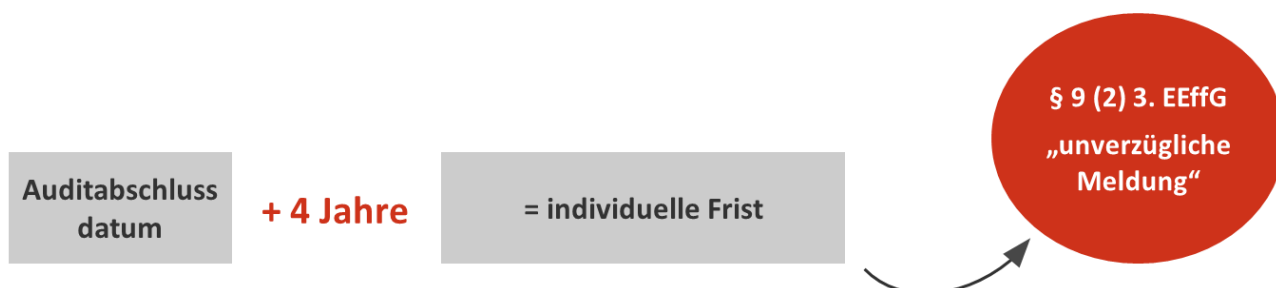 Auditabschluss
datum
+ 4 Jahre
= individuelle Frist
§ 9 (2) 3. EEffG
„unverzügliche
Meldung“